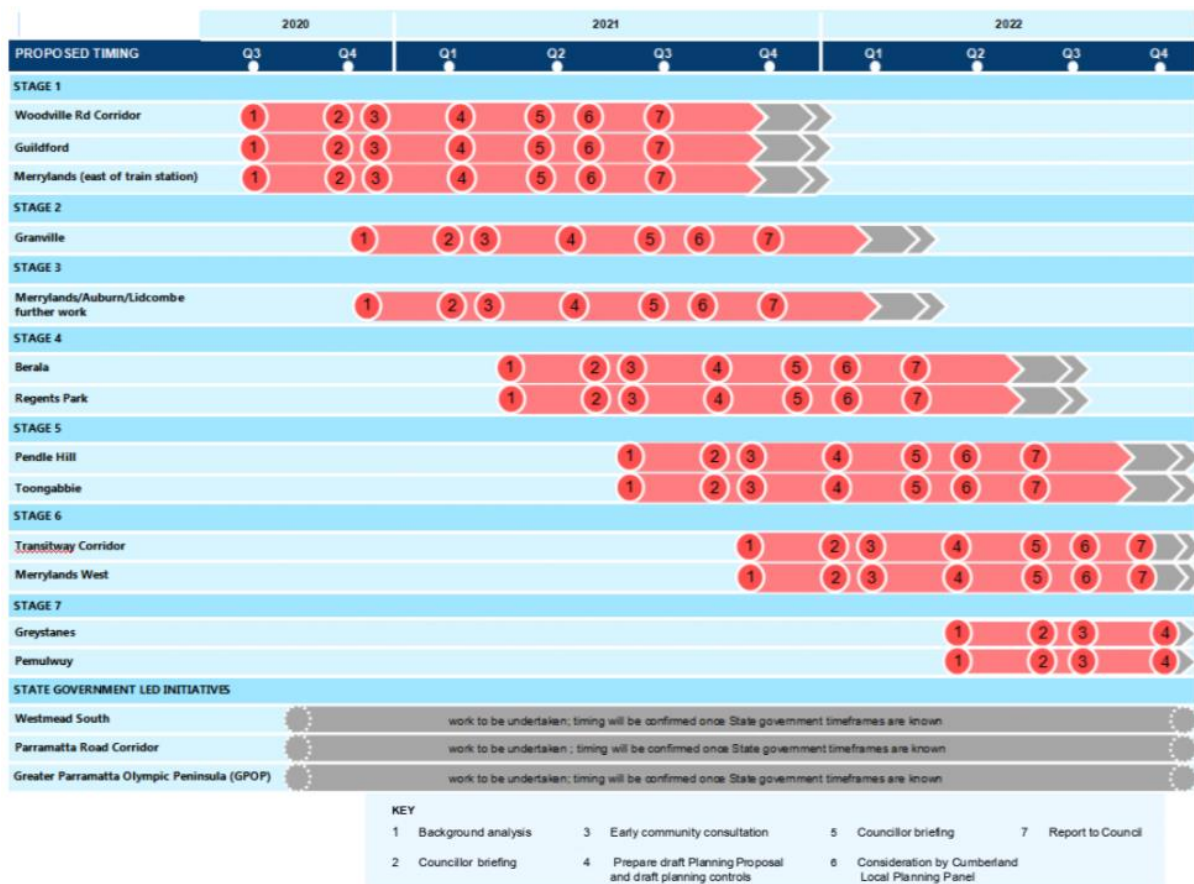 2020 2021 2022
PROPOSED TIMING Q3 Q4 Q1 Q2 Q3 Q4 Q1 Q2 Q3 Q4
STAGE 1
Woodville Rd Corridor 1 2 3 4 5 6 7
Guildford 1 2 3 4 5 6 7
Merrylands (east of train station) 1 2 3 4 5 6 7
STAGE 2
Granville 1 2 3 4 5 6 7
STAGE 3
Merrylands/Auburn/Lidcombe
further work 1 2 3 4 5 6 7
STAGE 4
Berala 1 2 3 4 5 6 7
Regents Park 1 2 3 4 5 6 7
STAGE 5
Pendle Hill 1 2 3 4 5 6 7
Toongabbie 1 2 3 4 5 6 7
STAGE 6
Transitway Corridor 1 2 3 4 5 6 7
Merrylands West 1 2 3 4 5 6 7
STAGE 7
Greystanes 1 2 3 4
Pemulwuy 1 2 3 4
STATE GOVERNMENT LED INITIATIVES
Westmead South work to be undertaken; timing will be confirmed once State government timeframes are known
Parramatta Road Corridor work to be undertaken ; timing will be confirmed once State government timeframes are known
Greater Parramatta Olympic Peninsula (GPOP) work to be undertaken; timing will be confirmed once State government timeframes are known
KEY
1 Background analysis 3 Early community consultation 5 Councillor briefing 7 Report to Council
2 Councillor briefing 4 Prepare draft Planning Proposal 6 Consideration by Cumberland
and draft planning controls Local Planning Panel